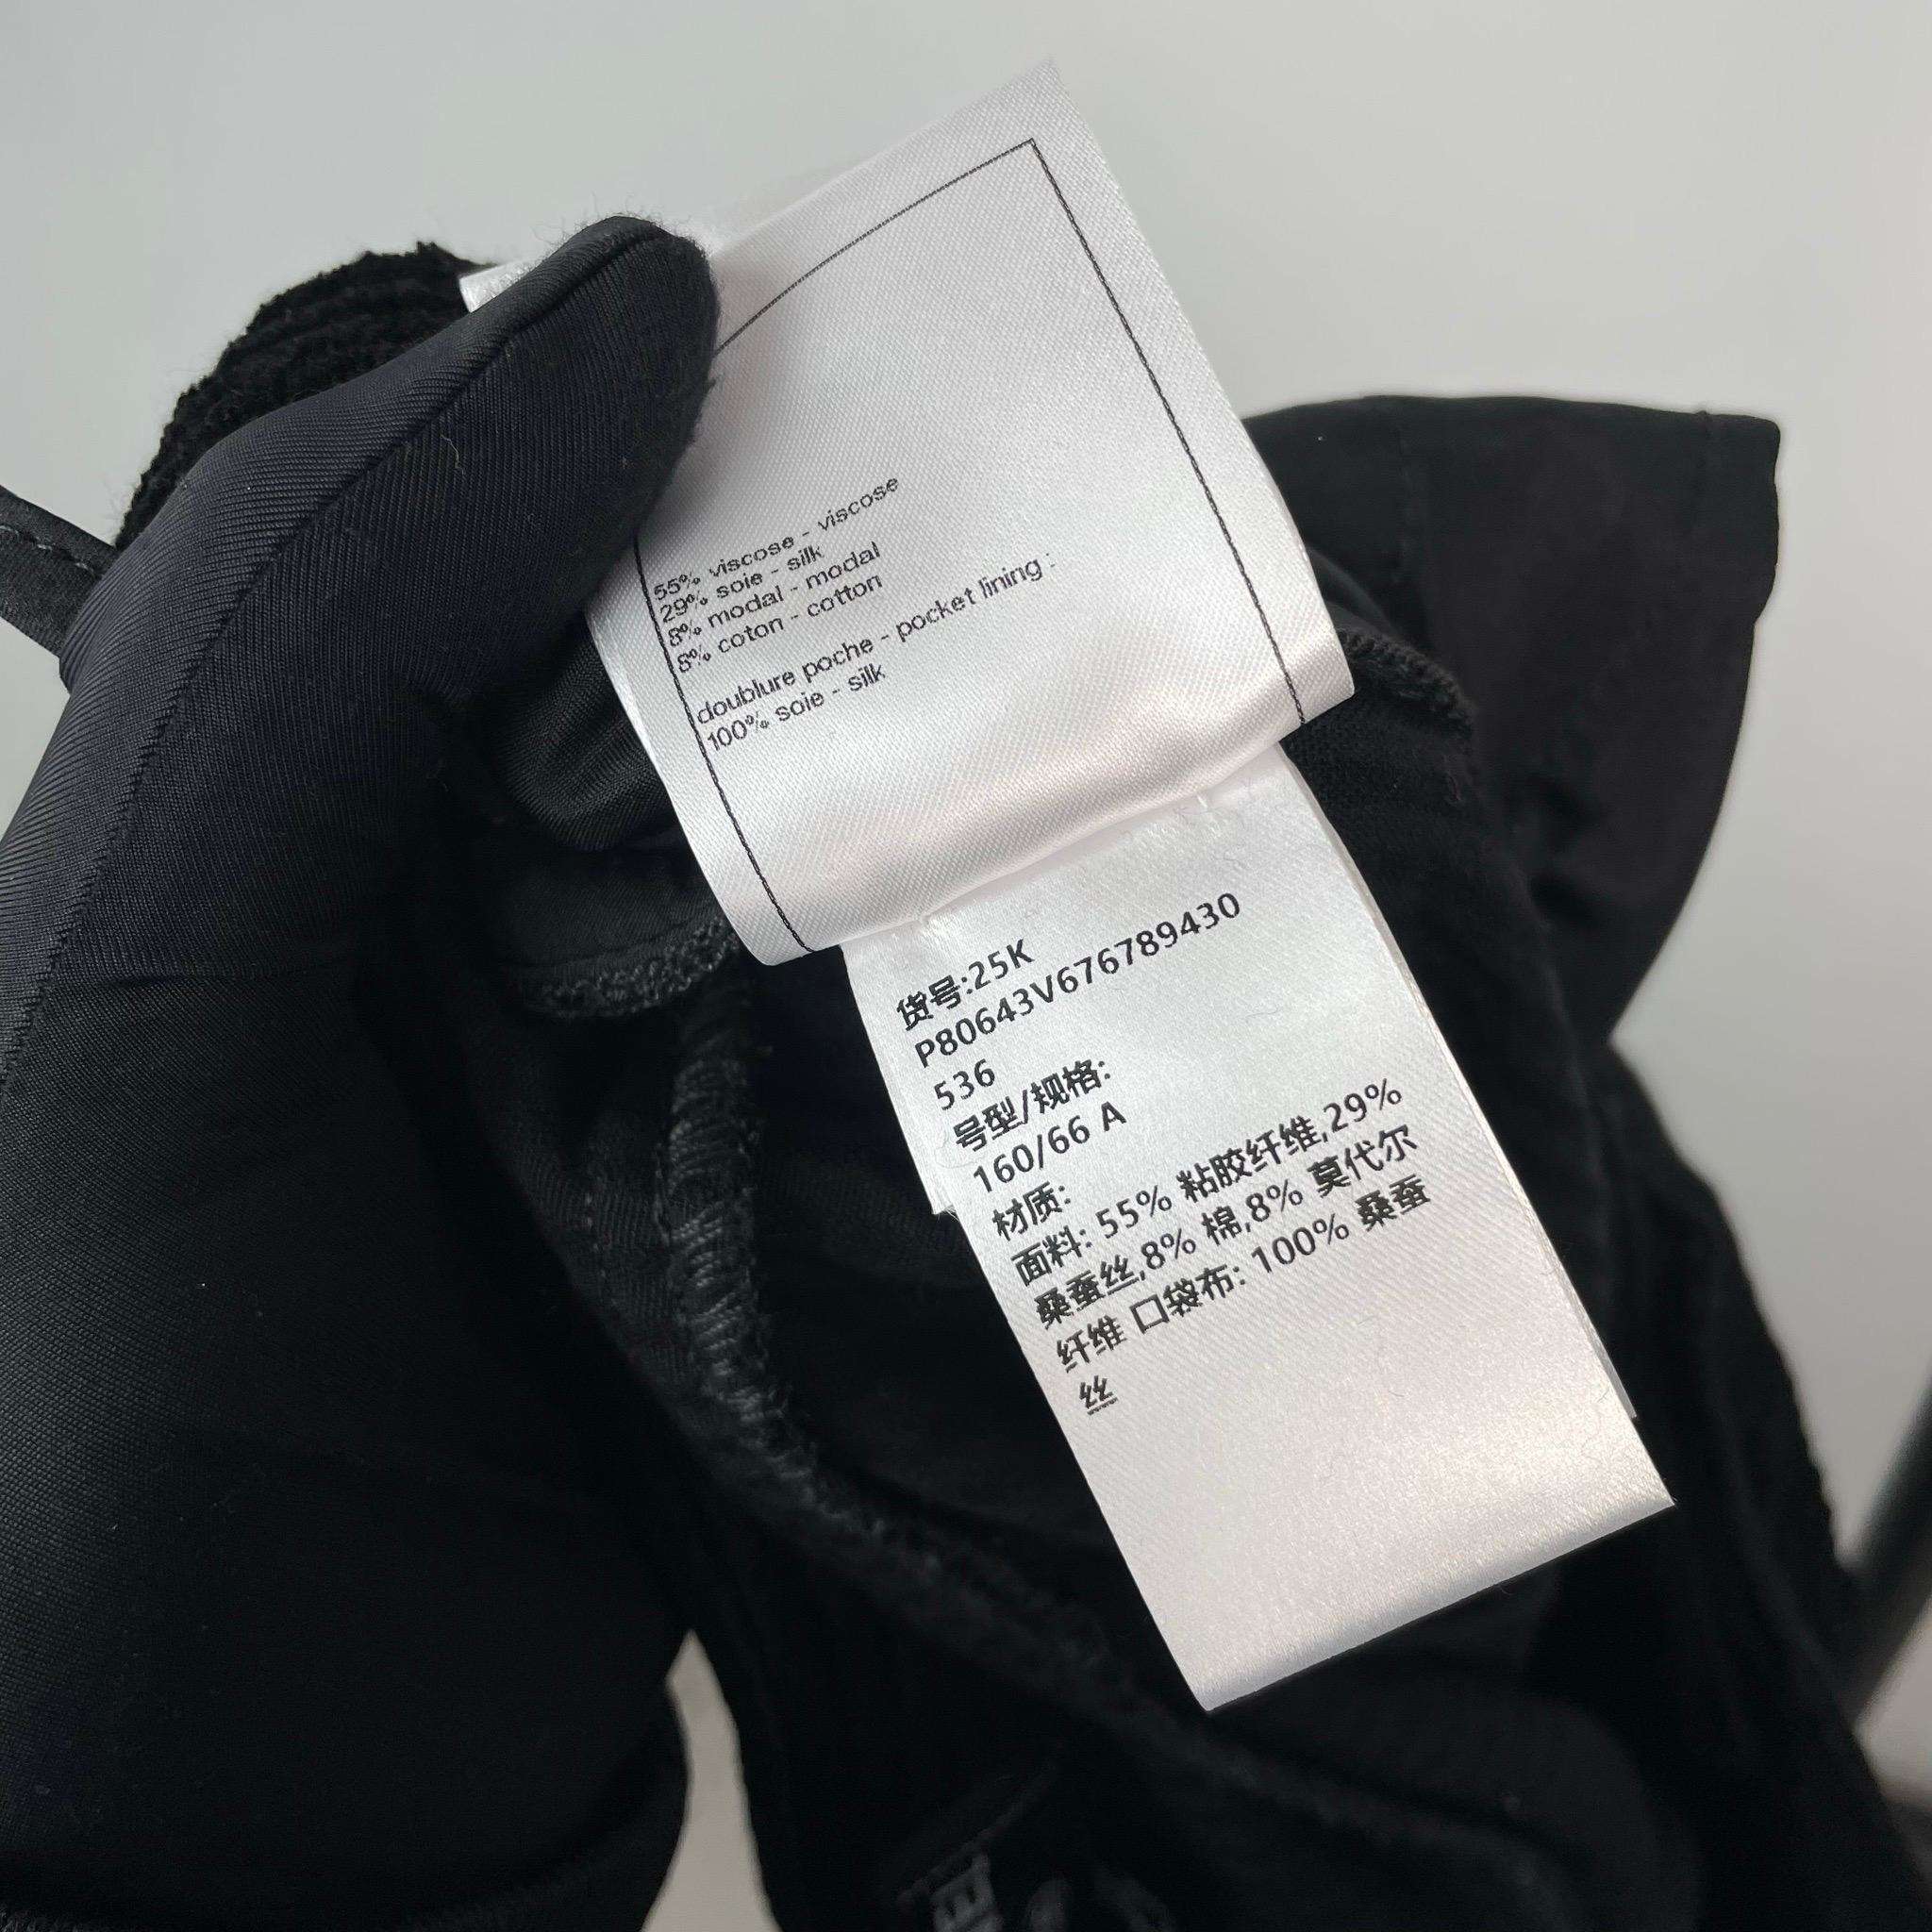 55% viscose - viscose
29% soie - silk
8% modal - modal
8% coton - cotton
doublure poche - pocket lining :
100% soie - silk
货号:25K
P80643V676789430
536
号型/规格:
160/66 A
材质:
面料: 55% 粘胶纤维,29%
桑蚕丝,8% 棉,8% 莫代尔
纤维 口袋布: 100% 桑蚕
丝